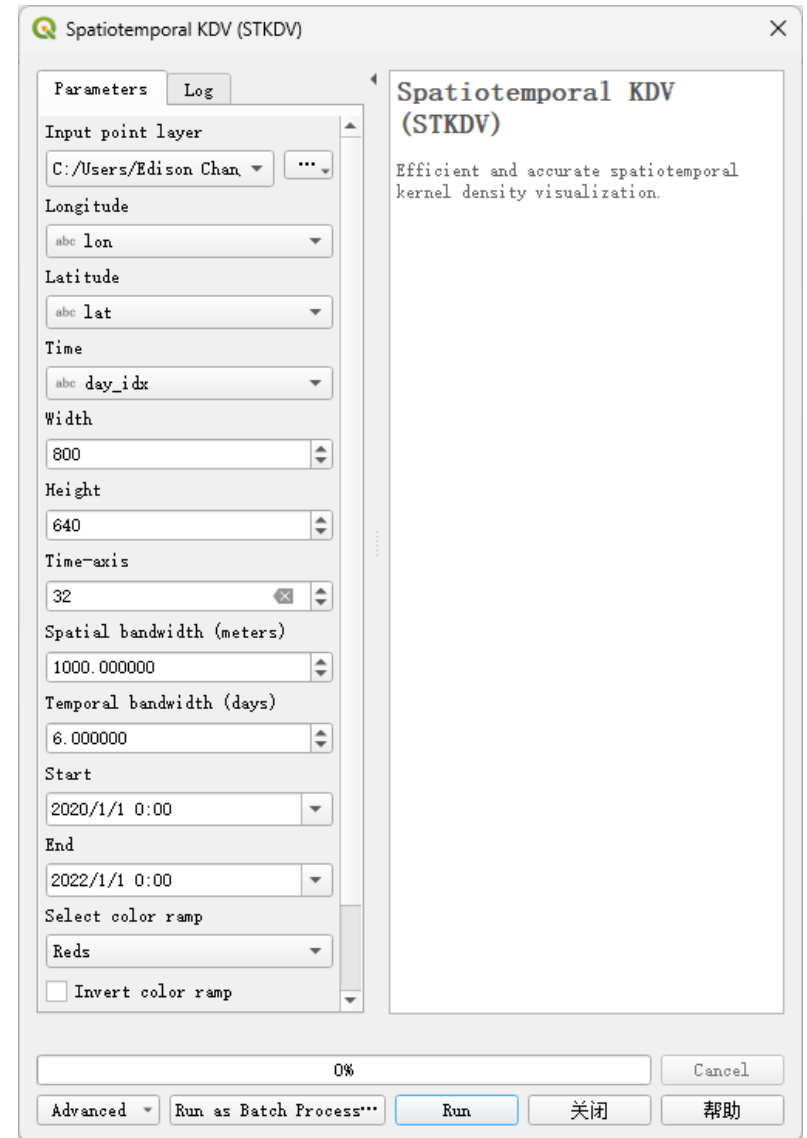 Spatiotemporal KDV (STKDV)
Parameters
Log
Input point layer
C:/Users/Edison Chan,
...
Longitude
abc lon
Latitude
abc lat
Time
abc day_idx
Width
800
Height
640
Time-axis
32
Spatial bandwidth (meters)
1000.000000
Temporal bandwidth (days)
6.000000
Start
2020/1/1 0:00
End
2022/1/1 0:00
Select color ramp
Reds
Invert color ramp
Spatiotemporal KDV
(STKDV)
Efficient and accurate spatiotemporal
kernel density visualization.
0%
Cancel
Advanced
Run as Batch Process…
Run
关闭
帮助